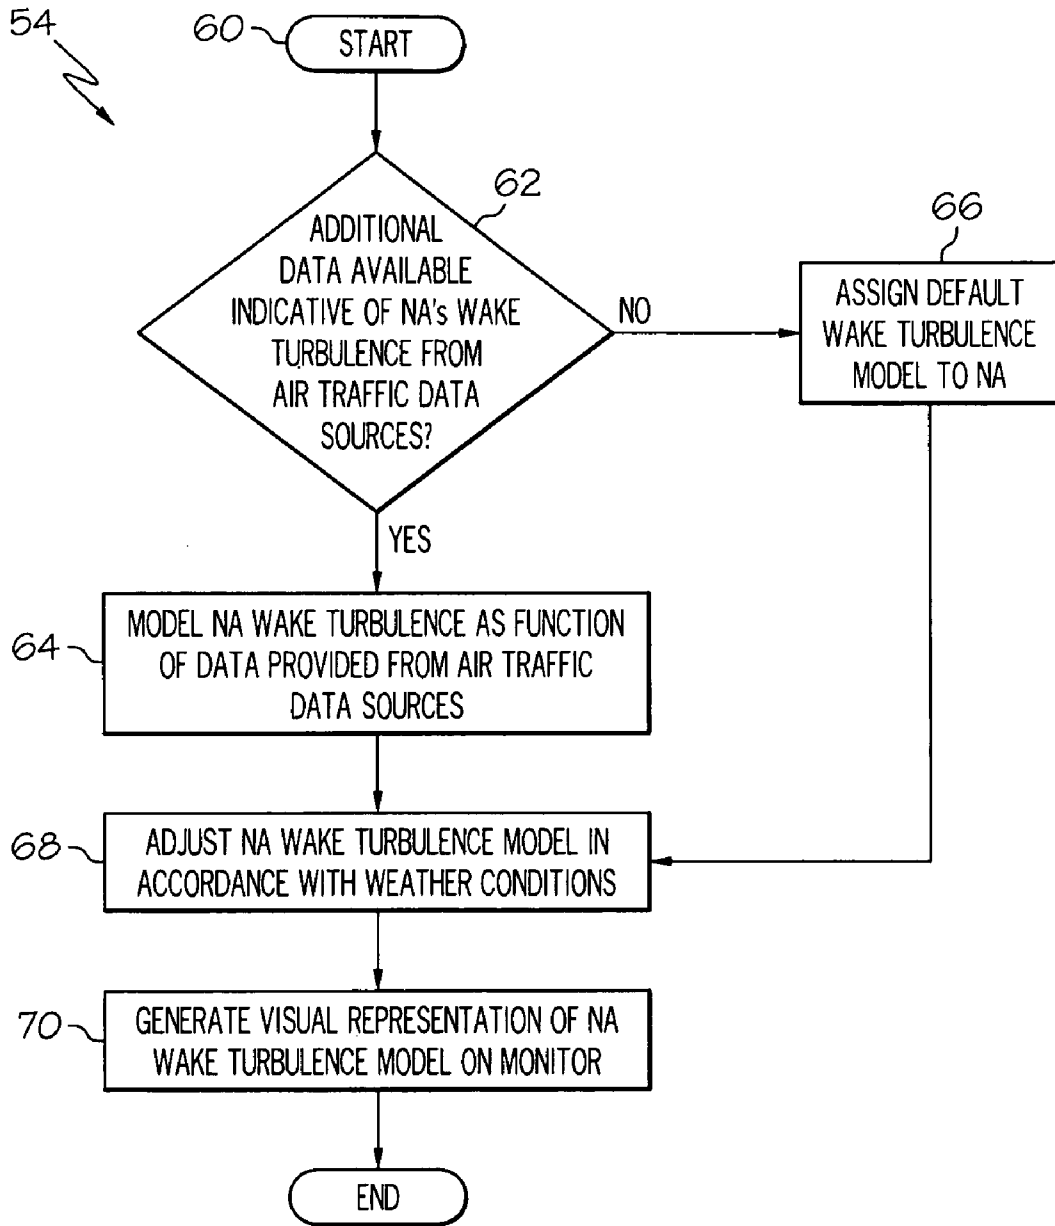 54
60
START
62
ADDITIONAL
DATA AVAILABLE
INDICATIVE OF NA's WAKE
TURBULENCE FROM
AIR TRAFFIC DATA
SOURCES?
NO
66
ASSIGN DEFAULT
WAKE TURBULENCE
MODEL TO NA
YES
64
MODEL NA WAKE TURBULENCE AS FUNCTION
OF DATA PROVIDED FROM AIR TRAFFIC
DATA SOURCES
68
ADJUST NA WAKE TURBULENCE MODEL IN
ACCORDANCE WITH WEATHER CONDITIONS
70
GENERATE VISUAL REPRESENTATION OF NA
WAKE TURBULENCE MODEL ON MONITOR
END